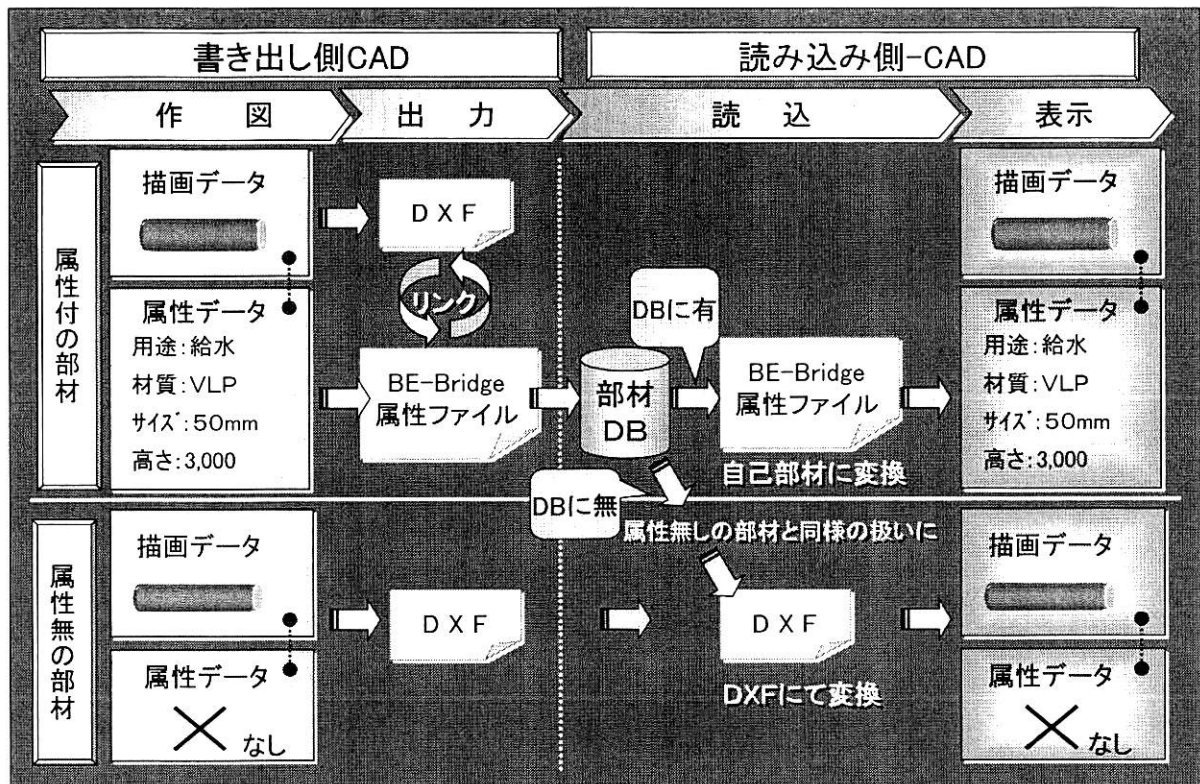 書き出し側CAD
読み込み側-CAD
作　図
出　力
読　込
表示
属性付の部材
描画データ
属性データ
用途:給水
材質:VLP
サイズ:50mm
高さ:3,000
ＤＸＦ
リンク
BE-Bridge
属性ファイル
部材
DB
DBに有
BE-Bridge
属性ファイル
自己部材に変換
描画データ
属性データ
用途:給水
材質:VLP
サイズ:50mm
高さ:3,000
DBに無
属性無しの部材と同様の扱いに
属性無の部材
描画データ
属性データ
なし
ＤＸＦ
ＤＸＦ
DXFにて変換
描画データ
属性データ
なし